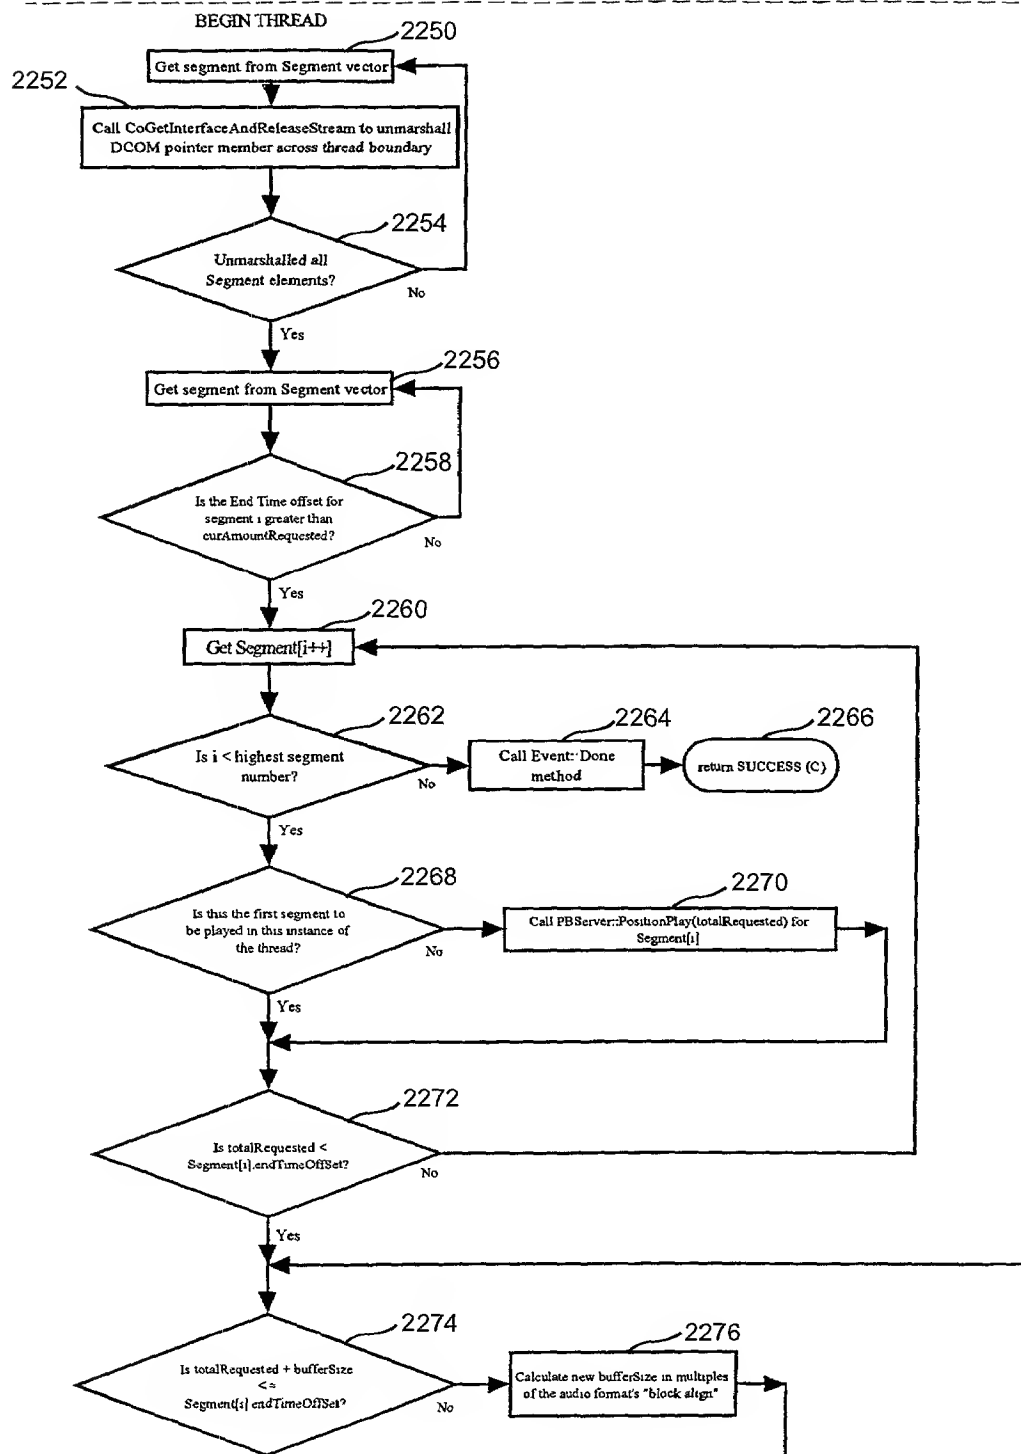 BEGIN THREAD
2250
Get segment from Segment vector
2252
Call CoGetInterfaceAndReleaseStream to unmarshall
DCOM pointer member across thread boundary
2254
Unmarshalled all
Segment elements?
No
Yes
2256
Get segment from Segment vector
2258
Is the End Time offset for
segment i greater than
curAmountRequested?
No
Yes
2260
Get Segment[i++]
2262
Is i < highest segment
number?
No
2264
Call Event::Done
method
2266
return SUCCESS (C)
Yes
2268
Is this the first segment to
be played in this instance of
the thread?
No
2270
Call PBServer::PositionPlay(totalRequested) for
Segment[i]
Yes
2272
Is totalRequested <
Segment[i].endTimeOffSet?
No
Yes
2274
Is totalRequested + bufferSize
<=
Segment[i] endTimeOffSet?
No
2276
Calculate new bufferSize in multiples
of the audio format's "block align"